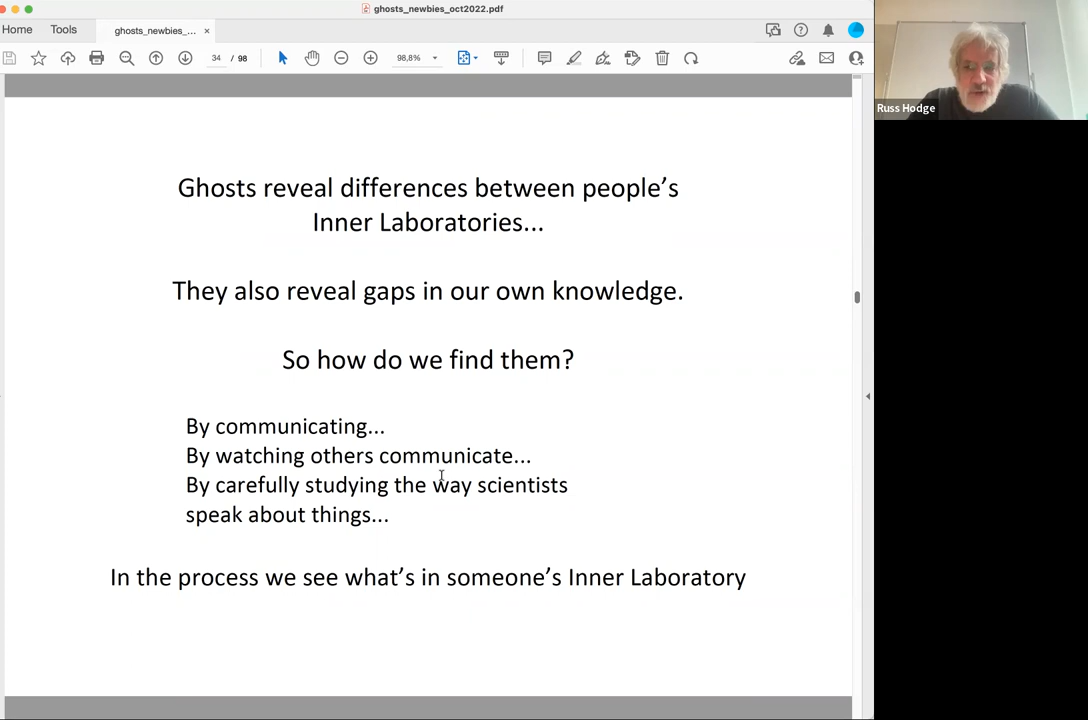 ghosts_newbies_oct2022.pdf
Home
Tools
ghosts_newbies_...
34 / 98
98,8%
Russ Hodge
Ghosts reveal differences between people's
Inner Laboratories...
They also reveal gaps in our own knowledge.
So how do we find them?
By communicating...
By watching others communicate...
By carefully studying the way scientists
speak about things...
In the process we see what's in someone's Inner Laboratory